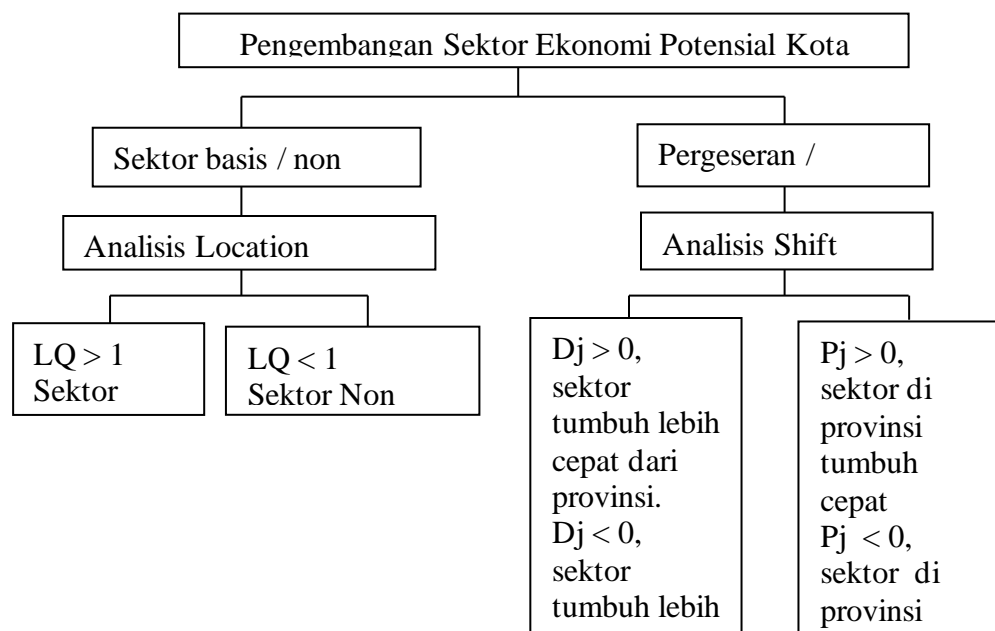 Pengembangan Sektor Ekonomi Potensial Kota
Sektor basis / non
Pergeseran /
Analisis Location
Analisis Shift
LQ > 1
Sektor
LQ < 1
Sektor Non
Dj > 0,
sektor
tumbuh lebih
cepat dari
provinsi.
Dj < 0,
sektor
tumbuh lebih
Pj > 0,
sektor di
provinsi
tumbuh
cepat
Pj < 0,
sektor di
provinsi